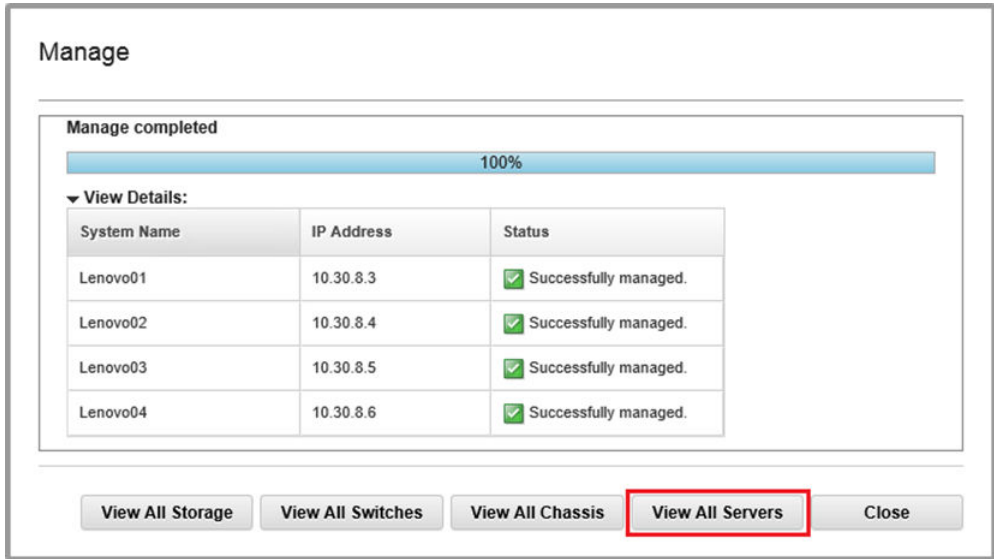 Manage
Manage completed
100%
View Details:
System Name IP Address Status
Lenovo01 10.30.8.3 Successfully managed.
Lenovo02 10.30.8.4 Successfully managed.
Lenovo03 10.30.8.5 Successfully managed.
Lenovo04 10.30.8.6 Successfully managed.
View All Storage View All Switches View All Chassis View All Servers Close